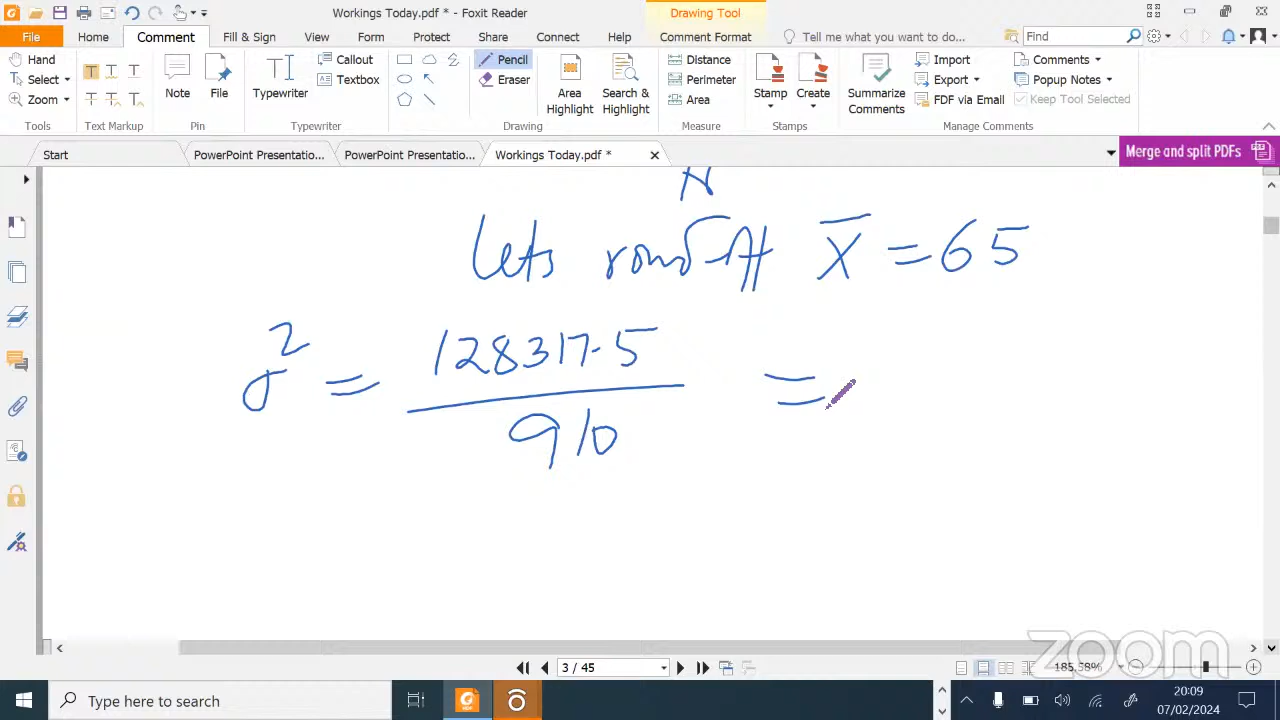 Workings Today.pdf * - Foxit Reader
Drawing Tool
File Home Comment Fill & Sign View Form Protect Share Connect Help Comment Format Tell me what you want to do... Find
Hand
Select
Zoom
Tools
Text Markup
Note
File
Pin
Typewriter
Callout
Textbox
Typewriter
Pencil
Eraser
Drawing
Area Highlight
Search & Highlight
Distance
Perimeter
Area
Measure
Stamp
Create
Stamps
Summarize Comments
Import
Export
FDF via Email
Comments
Popup Notes
Keep Tool Selected
Manage Comments
Start PowerPoint Presentatio... PowerPoint Presentatio... Workings Today.pdf * Merge and split PDFs
N
Lets round off X̅ = 65
σ² = 128317.5 =
910
3 / 45
185.58%
zoom
Type here to search
20:09
07/02/2024